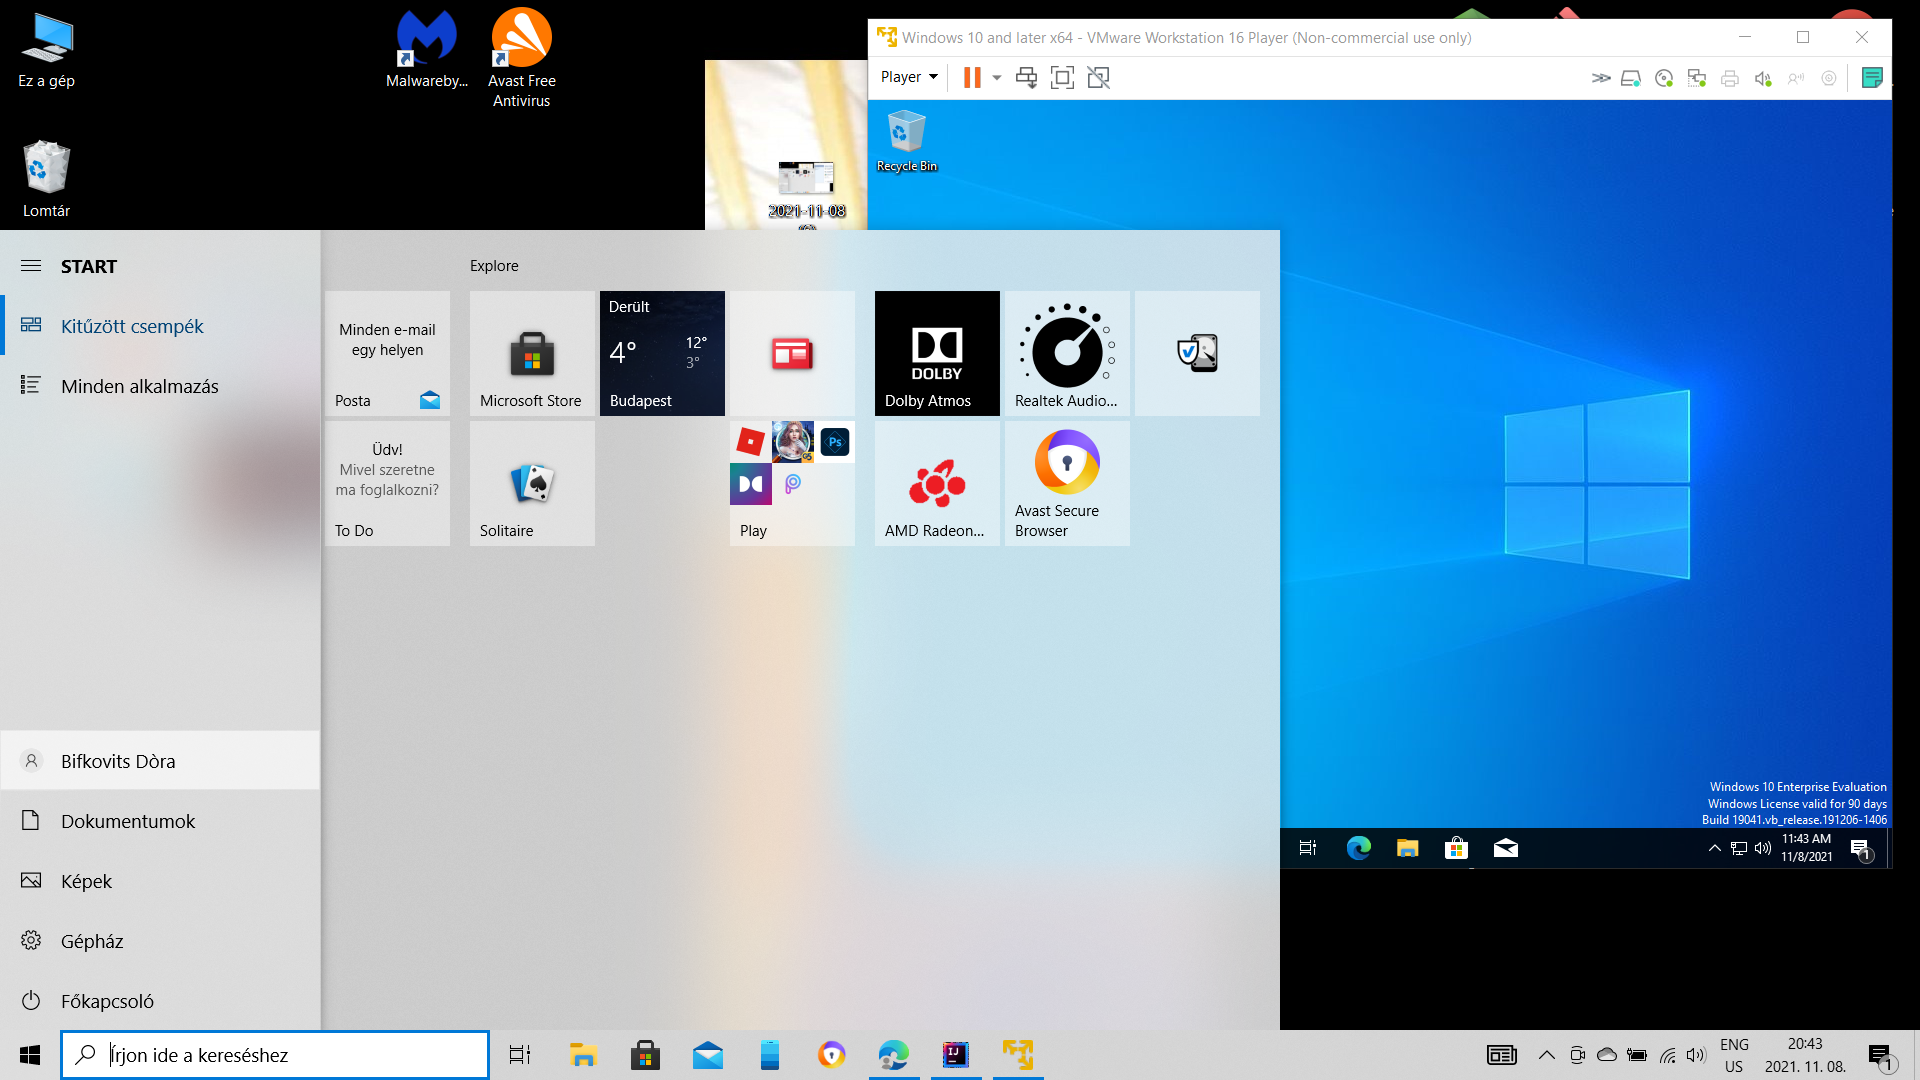 Ez a gép
Malwareby...
Avast Free
Antivirus
Lomtár
2021-11-08
Windows 10 and later x64 - VMware Workstation 16 Player (Non-commercial use only)
Player
Recycle Bin
START
Kitűzött csempék
Minden alkalmazás
Bifkovits Dòra
Dokumentumok
Képek
Gépház
Főkapcsoló
Explore
Minden e-mail
egy helyen
Posta
Microsoft Store
Derült
4°
12°
3°
Budapest
DOLBY
Dolby Atmos
Realtek Audio...
Üdv!
Mivel szeretne
ma foglalkozni?
To Do
Solitaire
Ps
Play
AMD Radeon...
Avast Secure
Browser
Windows 10 Enterprise Evaluation
Windows License valid for 90 days
Build 19041.vb_release.191206-1406
11:43 AM
11/8/2021
1
Írjon ide a kereséshez
IJ
ENG
US
20:43
2021. 11. 08.
1